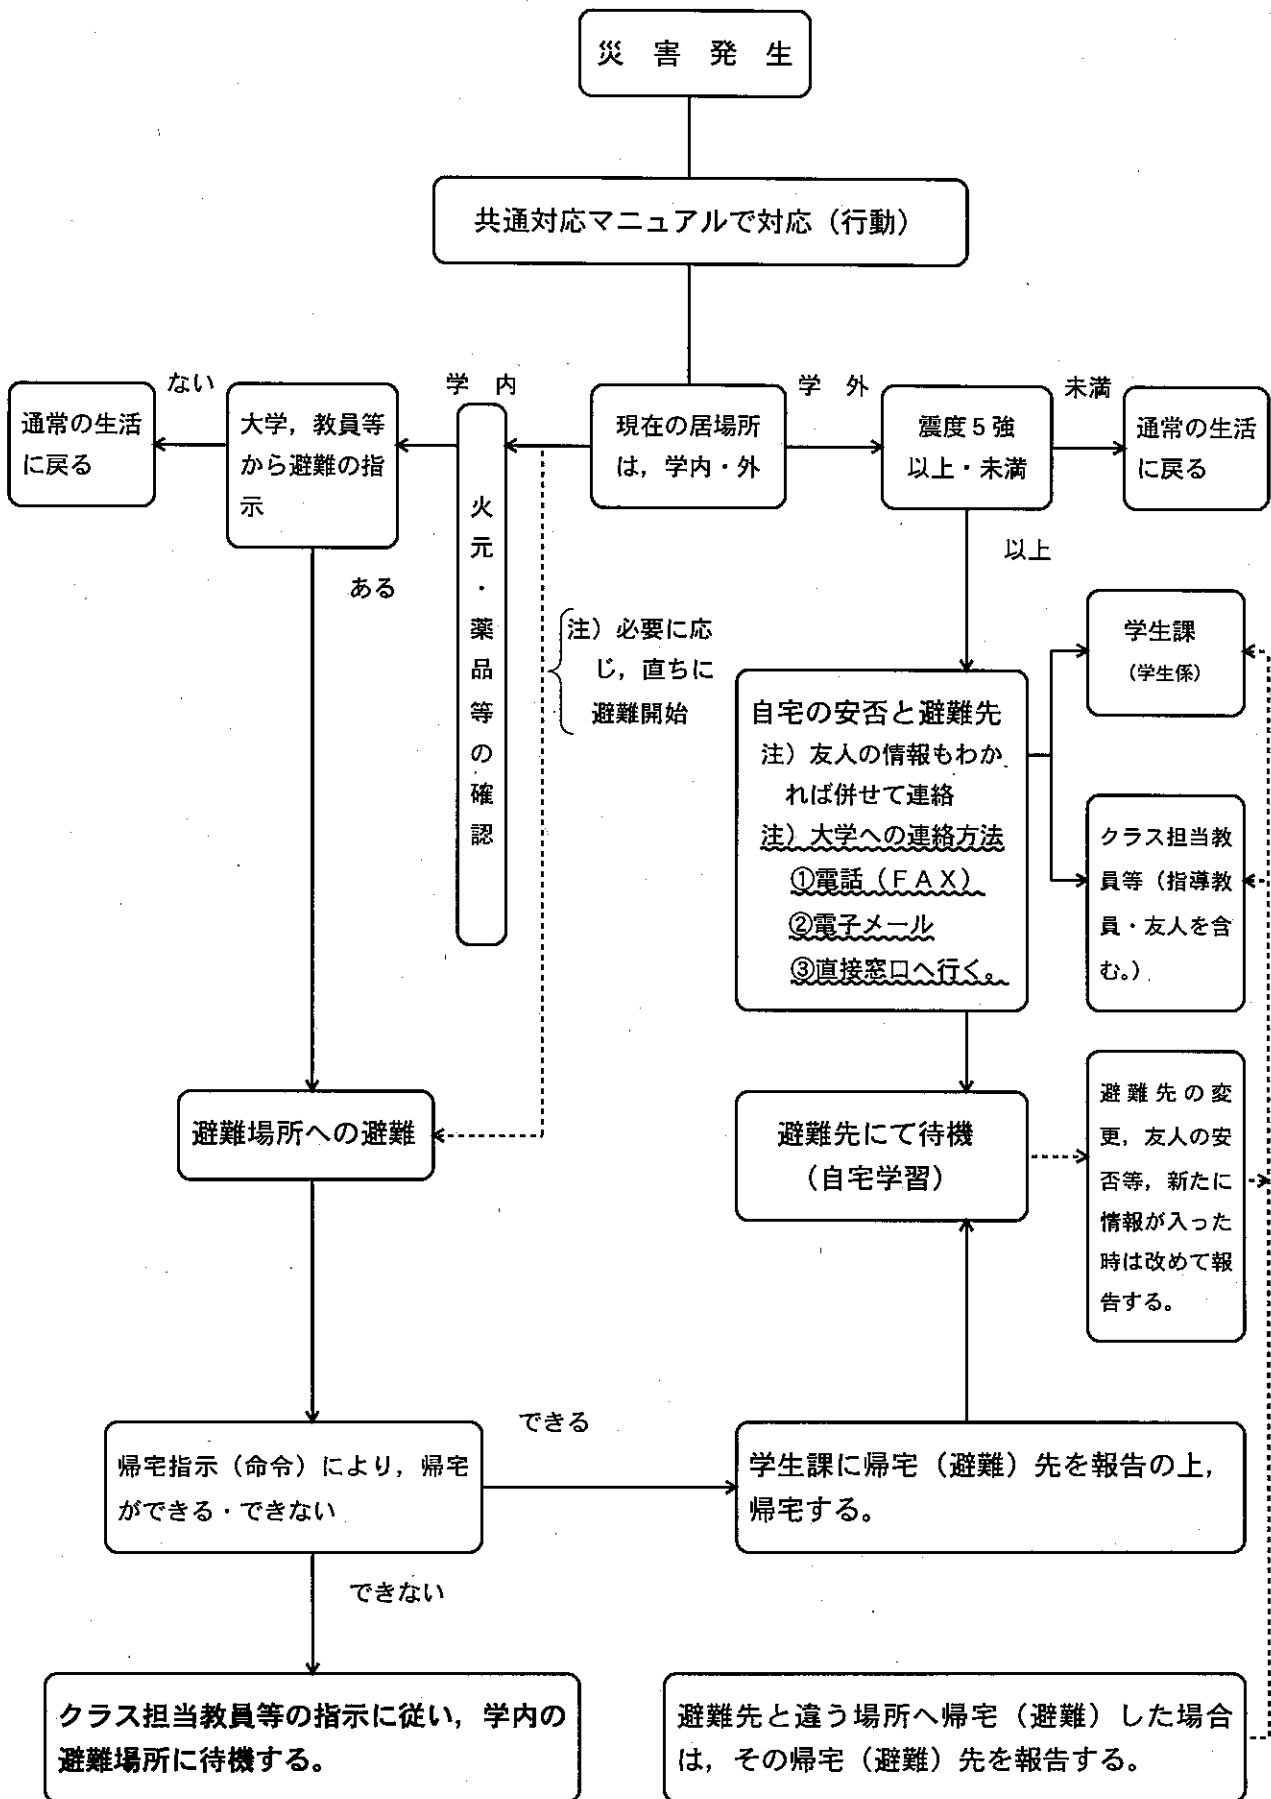 災害発生
共通対応マニュアルで対応（行動）
ない
学内
学外
未満
通常の生活
に戻る
大学，教員等
から避難の指
示
火元・薬品等の確認
現在の居場所
は，学内・外
震度５強
以上・未満
通常の生活
に戻る
ある
以上
注）必要に応
じ，直ちに
避難開始
学生課
（学生係）
自宅の安否と避難先
注）友人の情報もわか
れば併せて連絡
注）大学への連絡方法
①電話（ＦＡＸ）
②電子メール
③直接窓口へ行く。
クラス担当教
員等（指導教
員・友人を含
む。）
避難場所への避難
避難先にて待機
（自宅学習）
避難先の変
更，友人の安
否等，新たに
情報が入った
時は改めて報
告する。
帰宅指示（命令）により，帰宅
ができる・できない
できる
学生課に帰宅（避難）先を報告の上，
帰宅する。
できない
クラス担当教員等の指示に従い，学内の
避難場所に待機する。
避難先と違う場所へ帰宅（避難）した場合
は，その帰宅（避難）先を報告する。